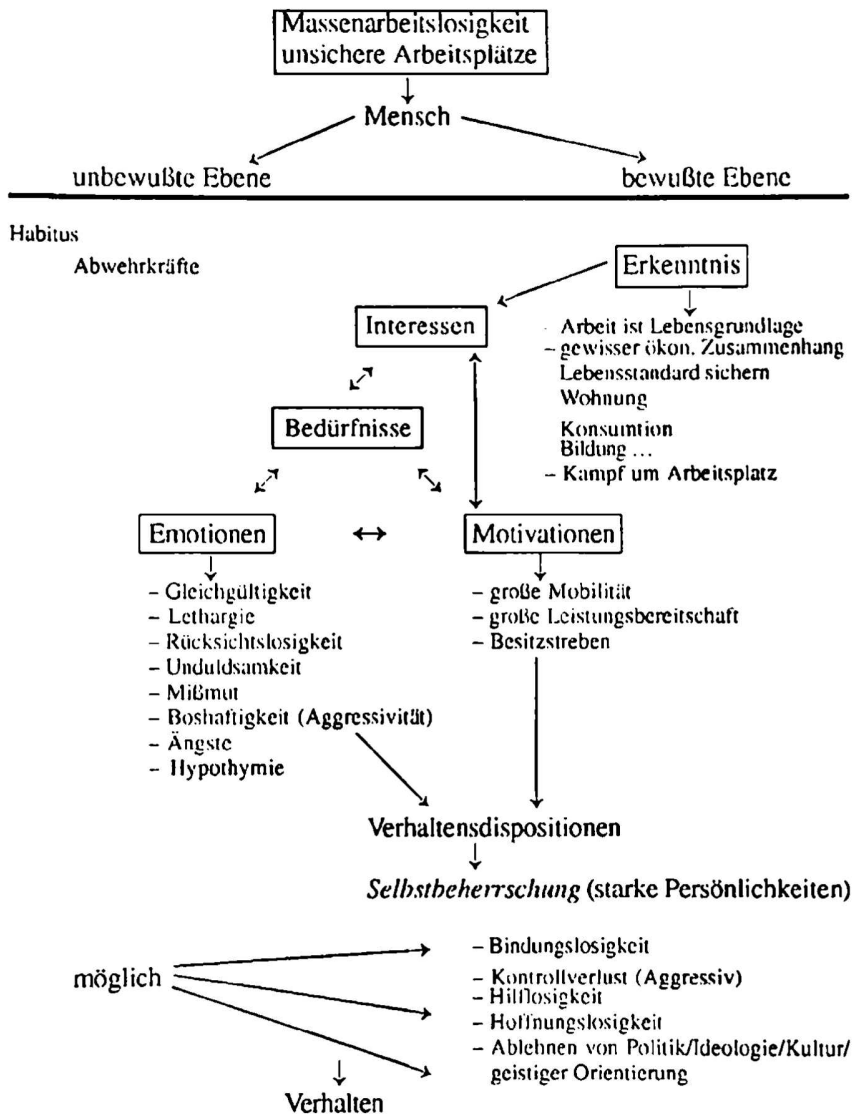 Massenarbeitslosigkeit
unsichere Arbeitsplätze
Mensch
unbewußte Ebene
bewußte Ebene
Habitus
Abwehrkräfte
Erkenntnis
Interessen
Arbeit ist Lebensgrundlage
– gewisser ökon. Zusammenhang
Lebensstandard sichern
Wohnung
Konsumtion
Bildung ...
– Kampf um Arbeitsplatz
Bedürfnisse
Emotionen
Motivationen
– Gleichgültigkeit
– Lethargie
– Rücksichtslosigkeit
– Unduldsamkeit
– Mißmut
– Boshaftigkeit (Aggressivität)
– Ängste
– Hypothymie
– große Mobilität
– große Leistungsbereitschaft
– Besitzstreben
Verhaltensdispositionen
Selbstbeherrschung (starke Persönlichkeiten)
möglich
– Bindungslosigkeit
– Kontrollverlust (Aggressiv)
– Hilflosigkeit
– Hoffnungslosigkeit
– Ablehnen von Politik/Ideologie/Kultur/
geistiger Orientierung
Verhalten